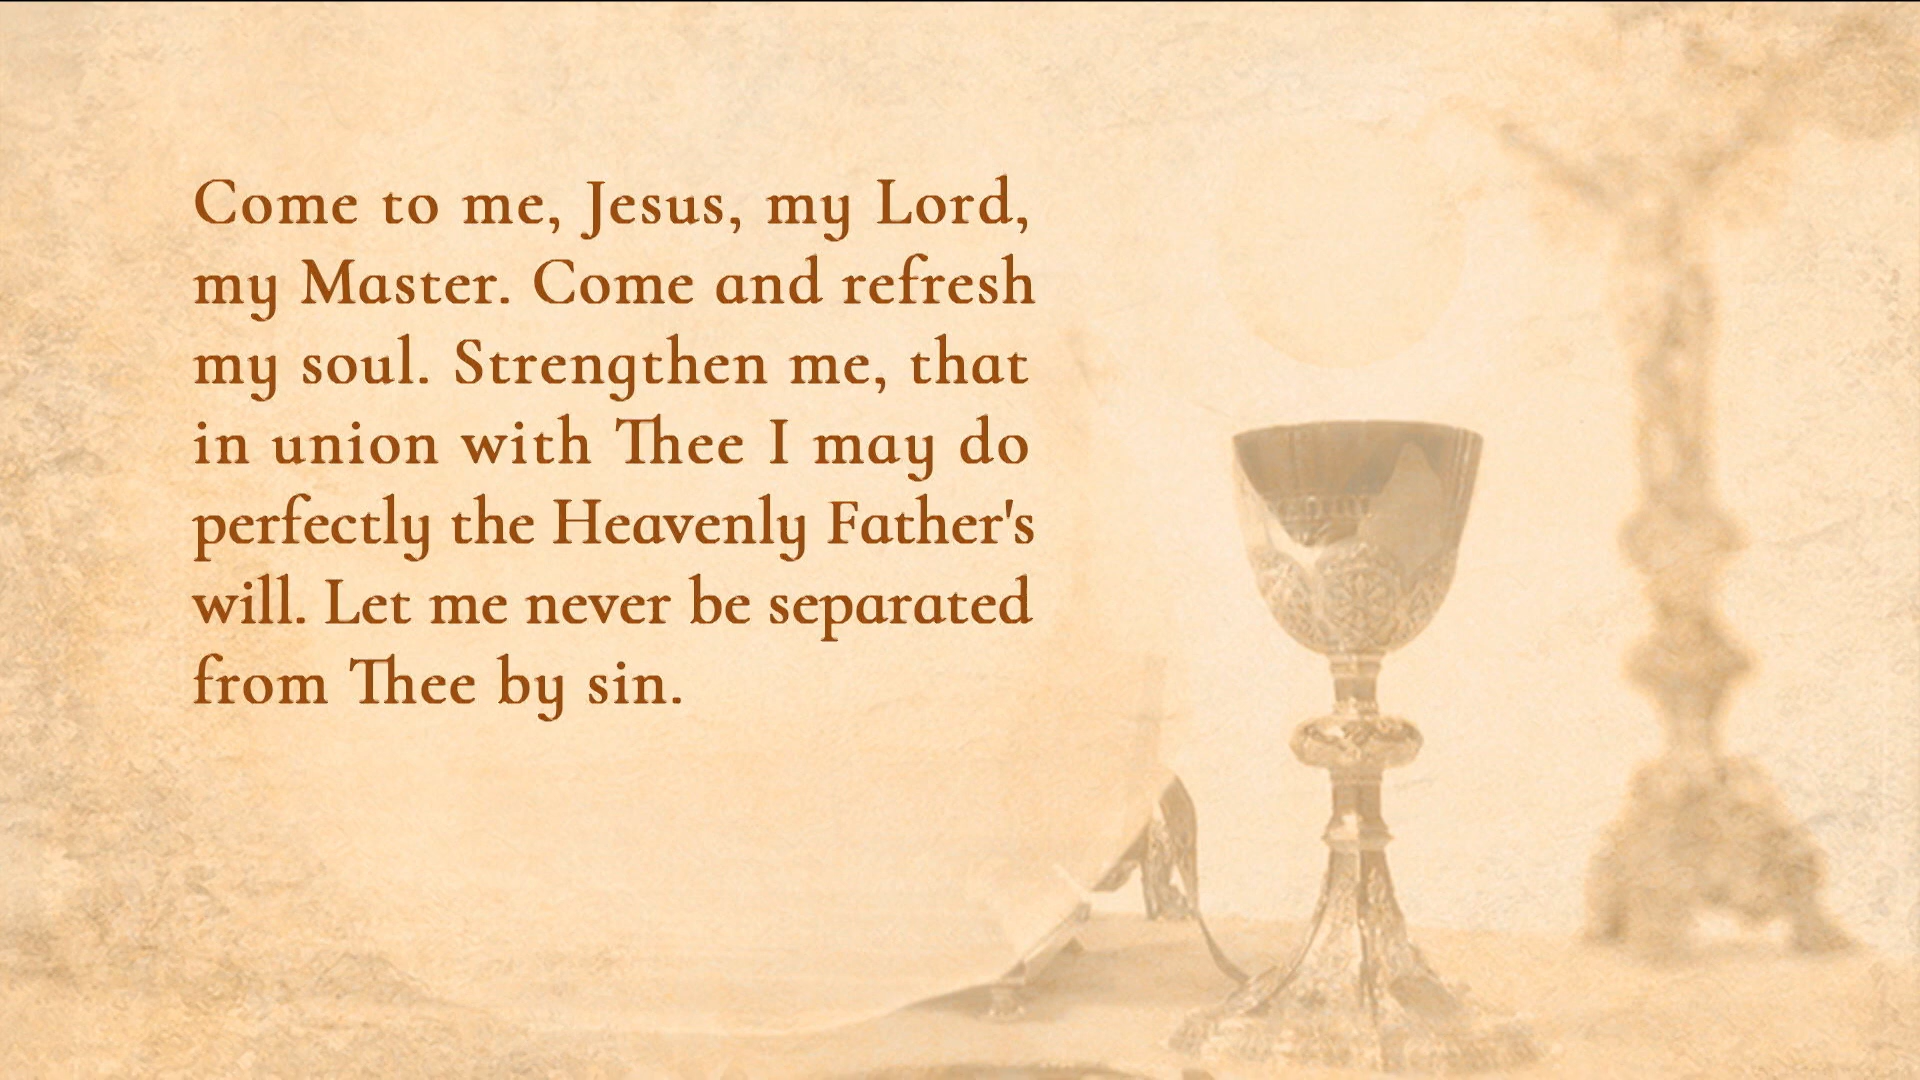 Come to me, Jesus, my Lord,
my Master. Come and refresh
my soul. Strengthen me, that
in union with Thee I may do
perfectly the Heavenly Father's
will. Let me never be separated
from Thee by sin.